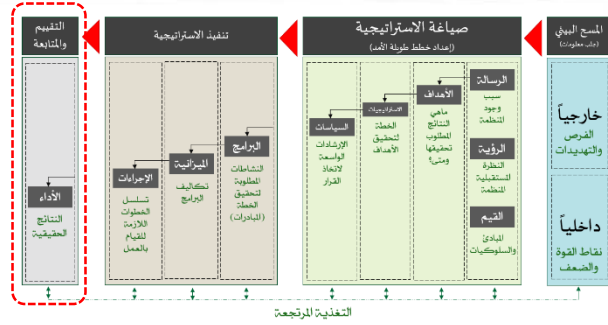 المسح البيئي
(جلب معلومات)
خارجياً
الفرص
والتهديدات
داخلياً
نقاط القوة
والضعف
صياغة الاستراتيجية
(إعداد خطط طويلة الأمد)
الرسالة
سبب
وجود
المنظمة
الرؤية
النظرة
المستقبلية
المنظمة
القيم
المبادئ
والسلوكيات
الأهداف
ماهي
النتائج
المطلوب
تحقيقها
ومتى؟
الاستراتيجيات
الخطة
لتحقيق
الأهداف
السياسات
الإرشادات
الواسعة
لاتخاذ
القرار
تنفيذ الاستراتيجية
البرامج
النشاطات
المطلوبة
لتحقيق
الخطة
(المبادرات)
الميزانية
تكاليف
البرامج
الإجراءات
تسلسل
الخطوات
اللازمة
للقيام
بالعمل
التقييم
والمتابعة
الأداء
النتائج
الحقيقية
التغذية المرتجعة